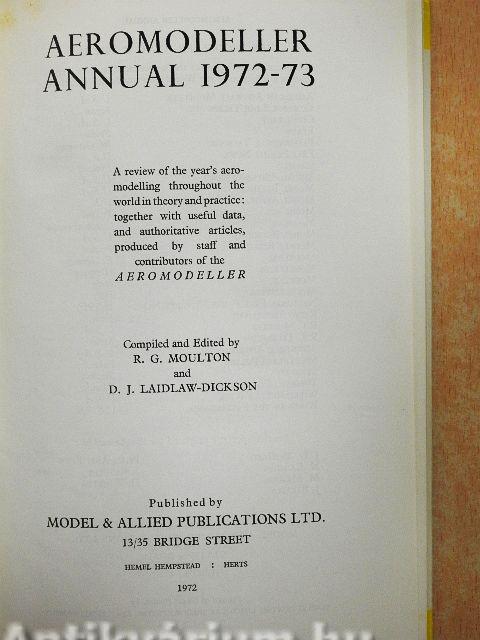 AEROMODELLER
ANNUAL 1972-73
A review of the year's aero-
modelling throughout the
world in theory and practice:
together with useful data,
and authoritative articles,
produced by staff and
contributors of the
AEROMODELLER
Compiled and Edited by
R. G. MOULTON
and
D. J. LAIDLAW-DICKSON
Published by
MODEL & ALLIED PUBLICATIONS LTD.
13/35 BRIDGE STREET
HEMEL HEMPSTEAD : HERTS
1972
Antikvárium.hu